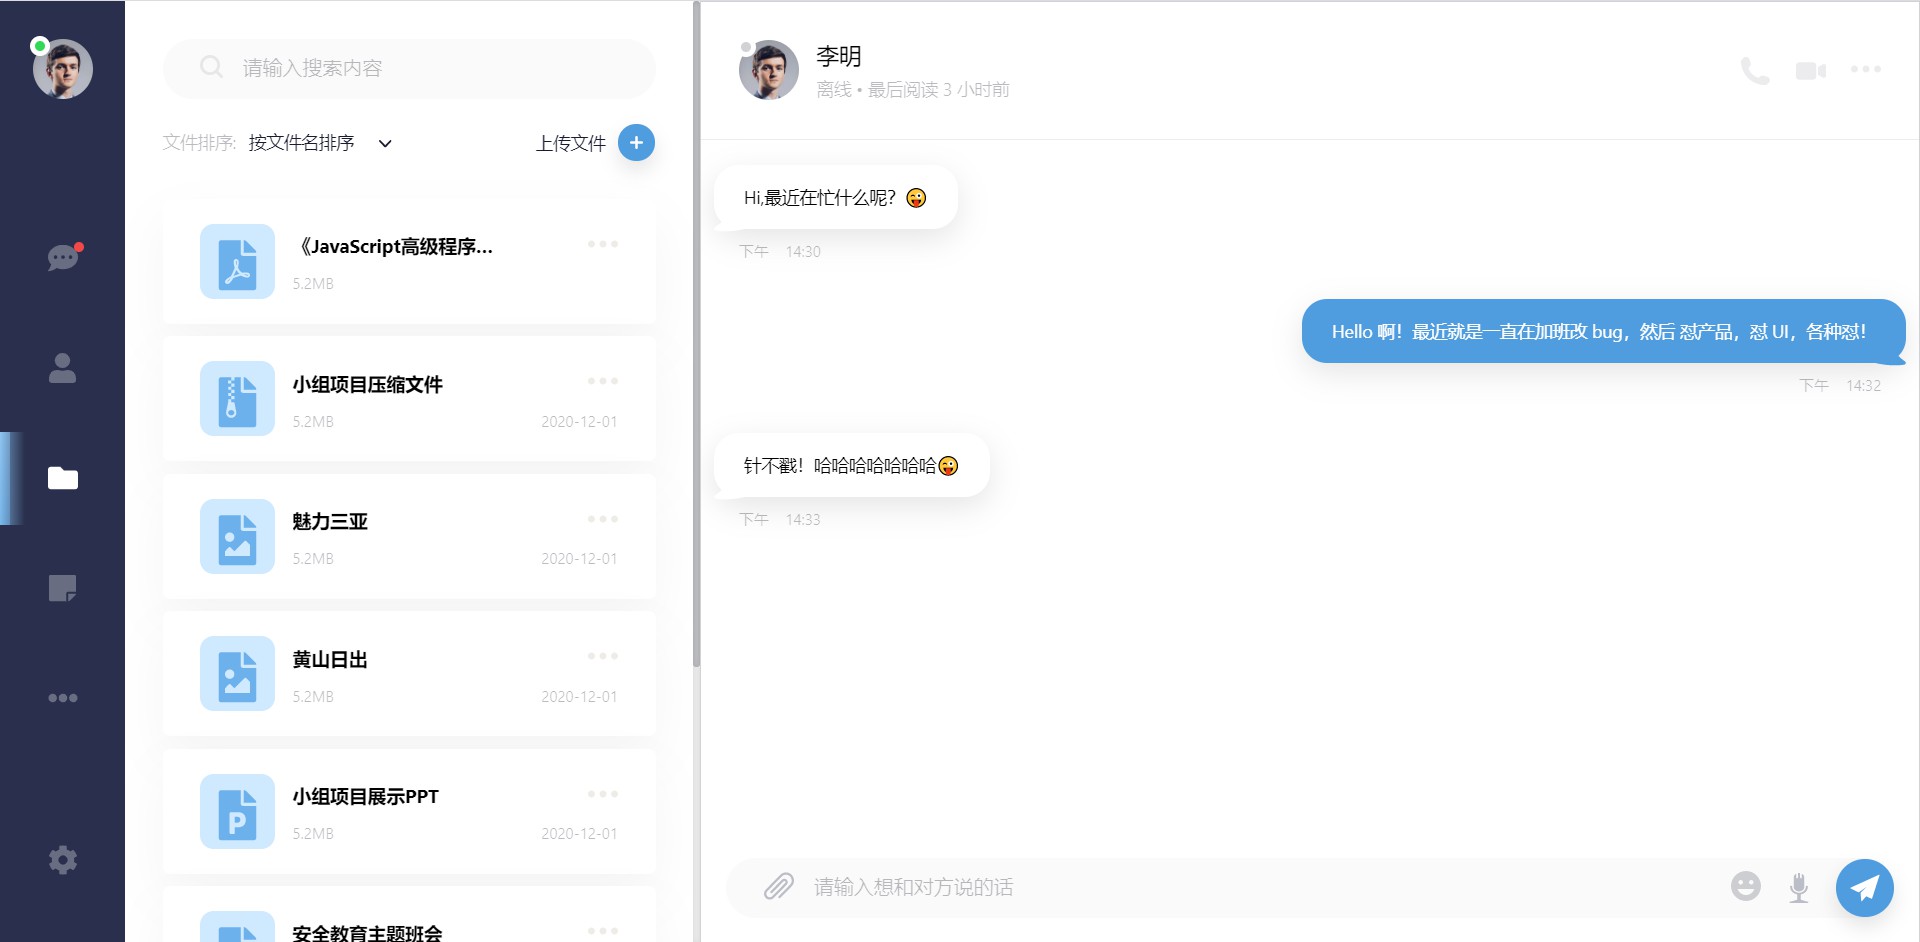 请输入搜索内容
文件排序: 按文件名排序
上传文件
《JavaScript高级程序...
5.2MB
小组项目压缩文件
5.2MB 2020-12-01
魅力三亚
5.2MB 2020-12-01
黄山日出
5.2MB 2020-12-01
小组项目展示PPT
5.2MB 2020-12-01
安全教育主题班会
李明
离线 • 最后阅读 3 小时前
Hi,最近在忙什么呢? 😜
下午 14:30
Hello 啊！最近就是一直在加班改 bug，然后 怼产品，怼 UI，各种怼！
下午 14:32
针不戳！哈哈哈哈哈哈哈😜
下午 14:33
请输入想和对方说的话